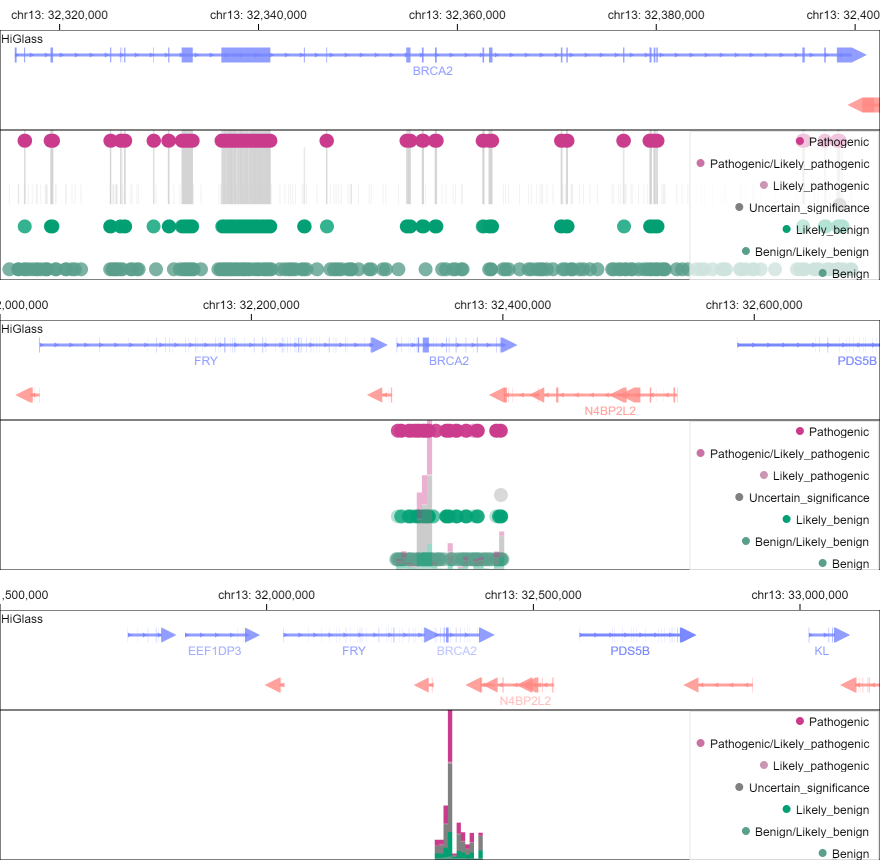 chr13: 32,320,000 chr13: 32,340,000 chr13: 32,360,000 chr13: 32,380,000 chr13: 32,400
HiGlass
BRCA2
Pathogenic
Pathogenic/Likely_pathogenic
Likely_pathogenic
Uncertain_significance
Likely_benign
Benign/Likely_benign
Benign
2,000,000 chr13: 32,200,000 chr13: 32,400,000 chr13: 32,600,000
HiGlass
FRY BRCA2 PDS5B
N4BP2L2
Pathogenic
Pathogenic/Likely_pathogenic
Likely_pathogenic
Uncertain_significance
Likely_benign
Benign/Likely_benign
Benign
,500,000 chr13: 32,000,000 chr13: 32,500,000 chr13: 33,000,000
HiGlass
EEF1DP3 FRY BRCA2 PDS5B KL
N4BP2L2
Pathogenic
Pathogenic/Likely_pathogenic
Likely_pathogenic
Uncertain_significance
Likely_benign
Benign/Likely_benign
Benign